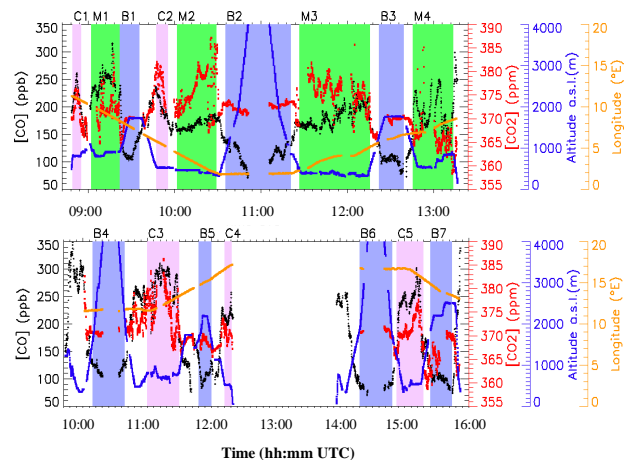 C1 M1 B1 C2 M2 B2 M3 B3 M4
350 390 4000 20
300 385
250 380 3000 15
200 375 2000 10
150 370
100 365 1000 5
50 360
355 0 0
[CO] (ppb)
[CO2] (ppm)
Altitude a.s.l.(m)
Longitude (°E)
09:00 10:00 11:00 12:00 13:00
B4 C3 B5 C4 B6 C5 B7
350 390 4000 20
300 385
250 380 3000 15
200 375 2000 10
150 370
100 365 1000 5
50 360
355 0 0
[CO] (ppb)
[CO2] (ppm)
Altitude a.s.l.(m)
Longitude (°E)
10:00 11:00 12:00 14:00 15:00 16:00
Time (hh:mm UTC)